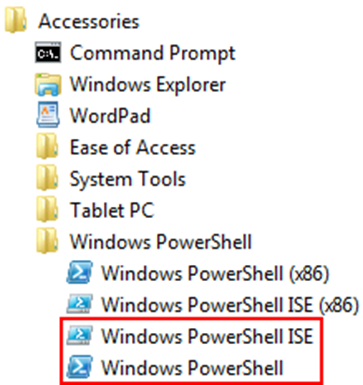 Accessories
Command Prompt
Windows Explorer
WordPad
Ease of Access
System Tools
Tablet PC
Windows PowerShell
Windows PowerShell (x86)
Windows PowerShell ISE (x86)
Windows PowerShell ISE
Windows PowerShell